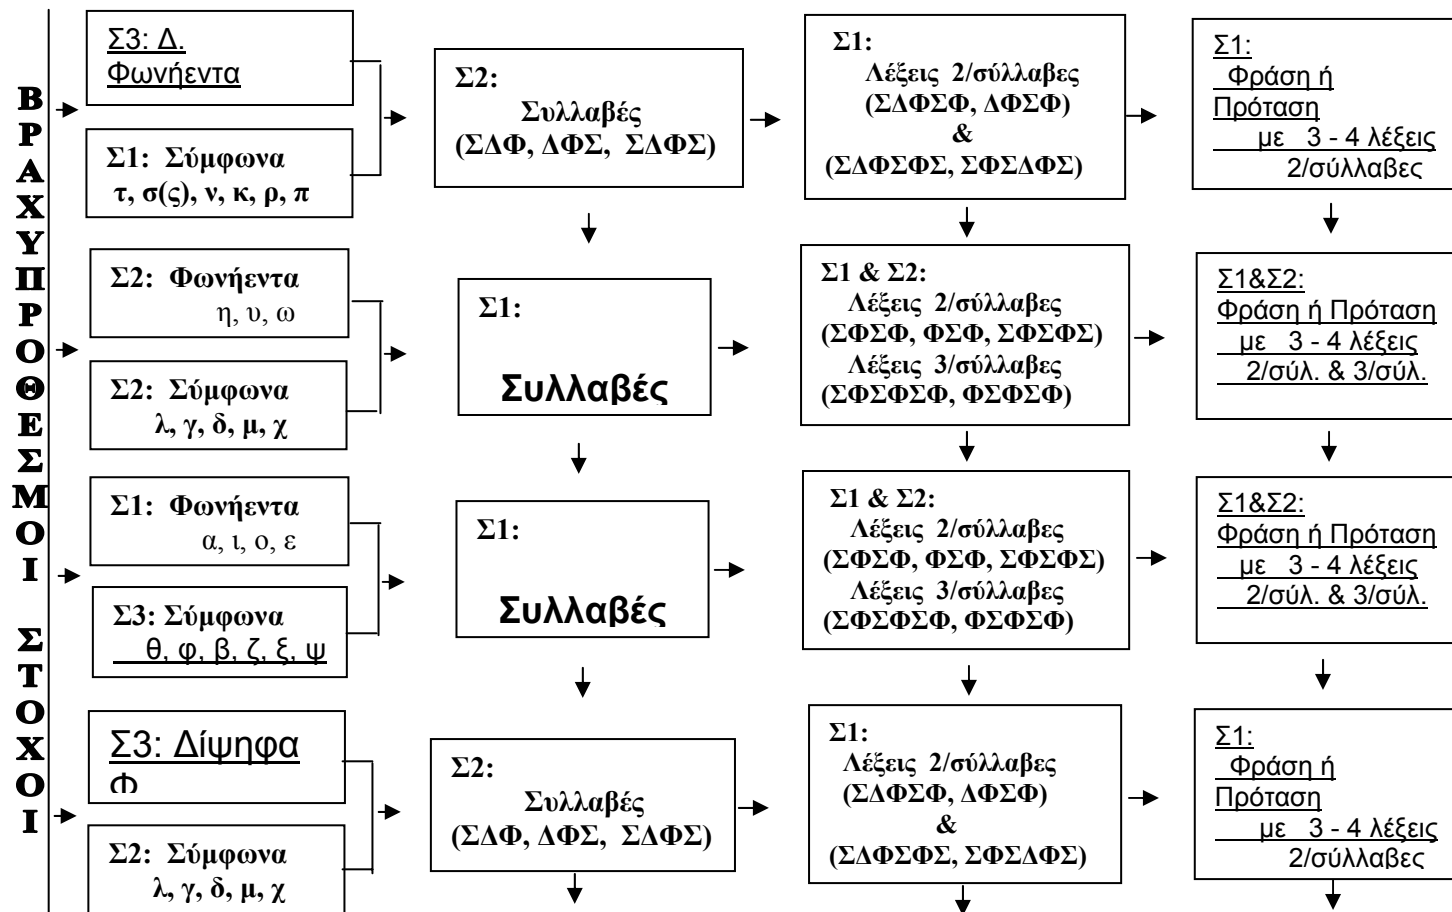 ΒΡΑΧΥΠΡΟΘΕΣΜΟΙ ΣΤΟΧΟΙ
Σ3: Δ.
Φωνήεντα
Σ1: Σύμφωνα
τ, σ(ς), ν, κ, ρ, π
Σ2:
Συλλαβές
(ΣΔΦ, ΔΦΣ, ΣΔΦΣ)
Σ1:
Λέξεις 2/σύλλαβες
(ΣΔΦΣΦ, ΔΦΣΦ)
&
(ΣΔΦΣΦΣ, ΣΦΣΔΦΣ)
Σ1:
Φράση ή
Πρόταση
με 3 - 4 λέξεις
2/σύλλαβες
Σ2: Φωνήεντα
η, υ, ω
Σ2: Σύμφωνα
λ, γ, δ, μ, χ
Σ1:
Συλλαβές
Σ1 & Σ2:
Λέξεις 2/σύλλαβες
(ΣΦΣΦ, ΦΣΦ, ΣΦΣΦΣ)
Λέξεις 3/σύλλαβες
(ΣΦΣΦΣΦ, ΦΣΦΣΦ)
Σ1&Σ2:
Φράση ή Πρόταση
με 3 - 4 λέξεις
2/σύλ. & 3/σύλ.
Σ1: Φωνήεντα
α, ι, ο, ε
Σ3: Σύμφωνα
θ, φ, β, ζ, ξ, ψ
Σ1:
Συλλαβές
Σ1 & Σ2:
Λέξεις 2/σύλλαβες
(ΣΦΣΦ, ΦΣΦ, ΣΦΣΦΣ)
Λέξεις 3/σύλλαβες
(ΣΦΣΦΣΦ, ΦΣΦΣΦ)
Σ1&Σ2:
Φράση ή Πρόταση
με 3 - 4 λέξεις
2/σύλ. & 3/σύλ.
Σ3: Δίψηφα
Φ
Σ2: Σύμφωνα
λ, γ, δ, μ, χ
Σ2:
Συλλαβές
(ΣΔΦ, ΔΦΣ, ΣΔΦΣ)
Σ1:
Λέξεις 2/σύλλαβες
(ΣΔΦΣΦ, ΔΦΣΦ)
&
(ΣΔΦΣΦΣ, ΣΦΣΔΦΣ)
Σ1:
Φράση ή
Πρόταση
με 3 - 4 λέξεις
2/σύλλαβες